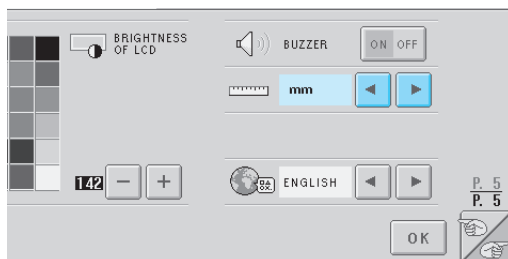 BRIGHTNESS
OF LCD
BUZZER
ON OFF
mm
142
− +
ENGLISH
P. 5
P. 5
OK